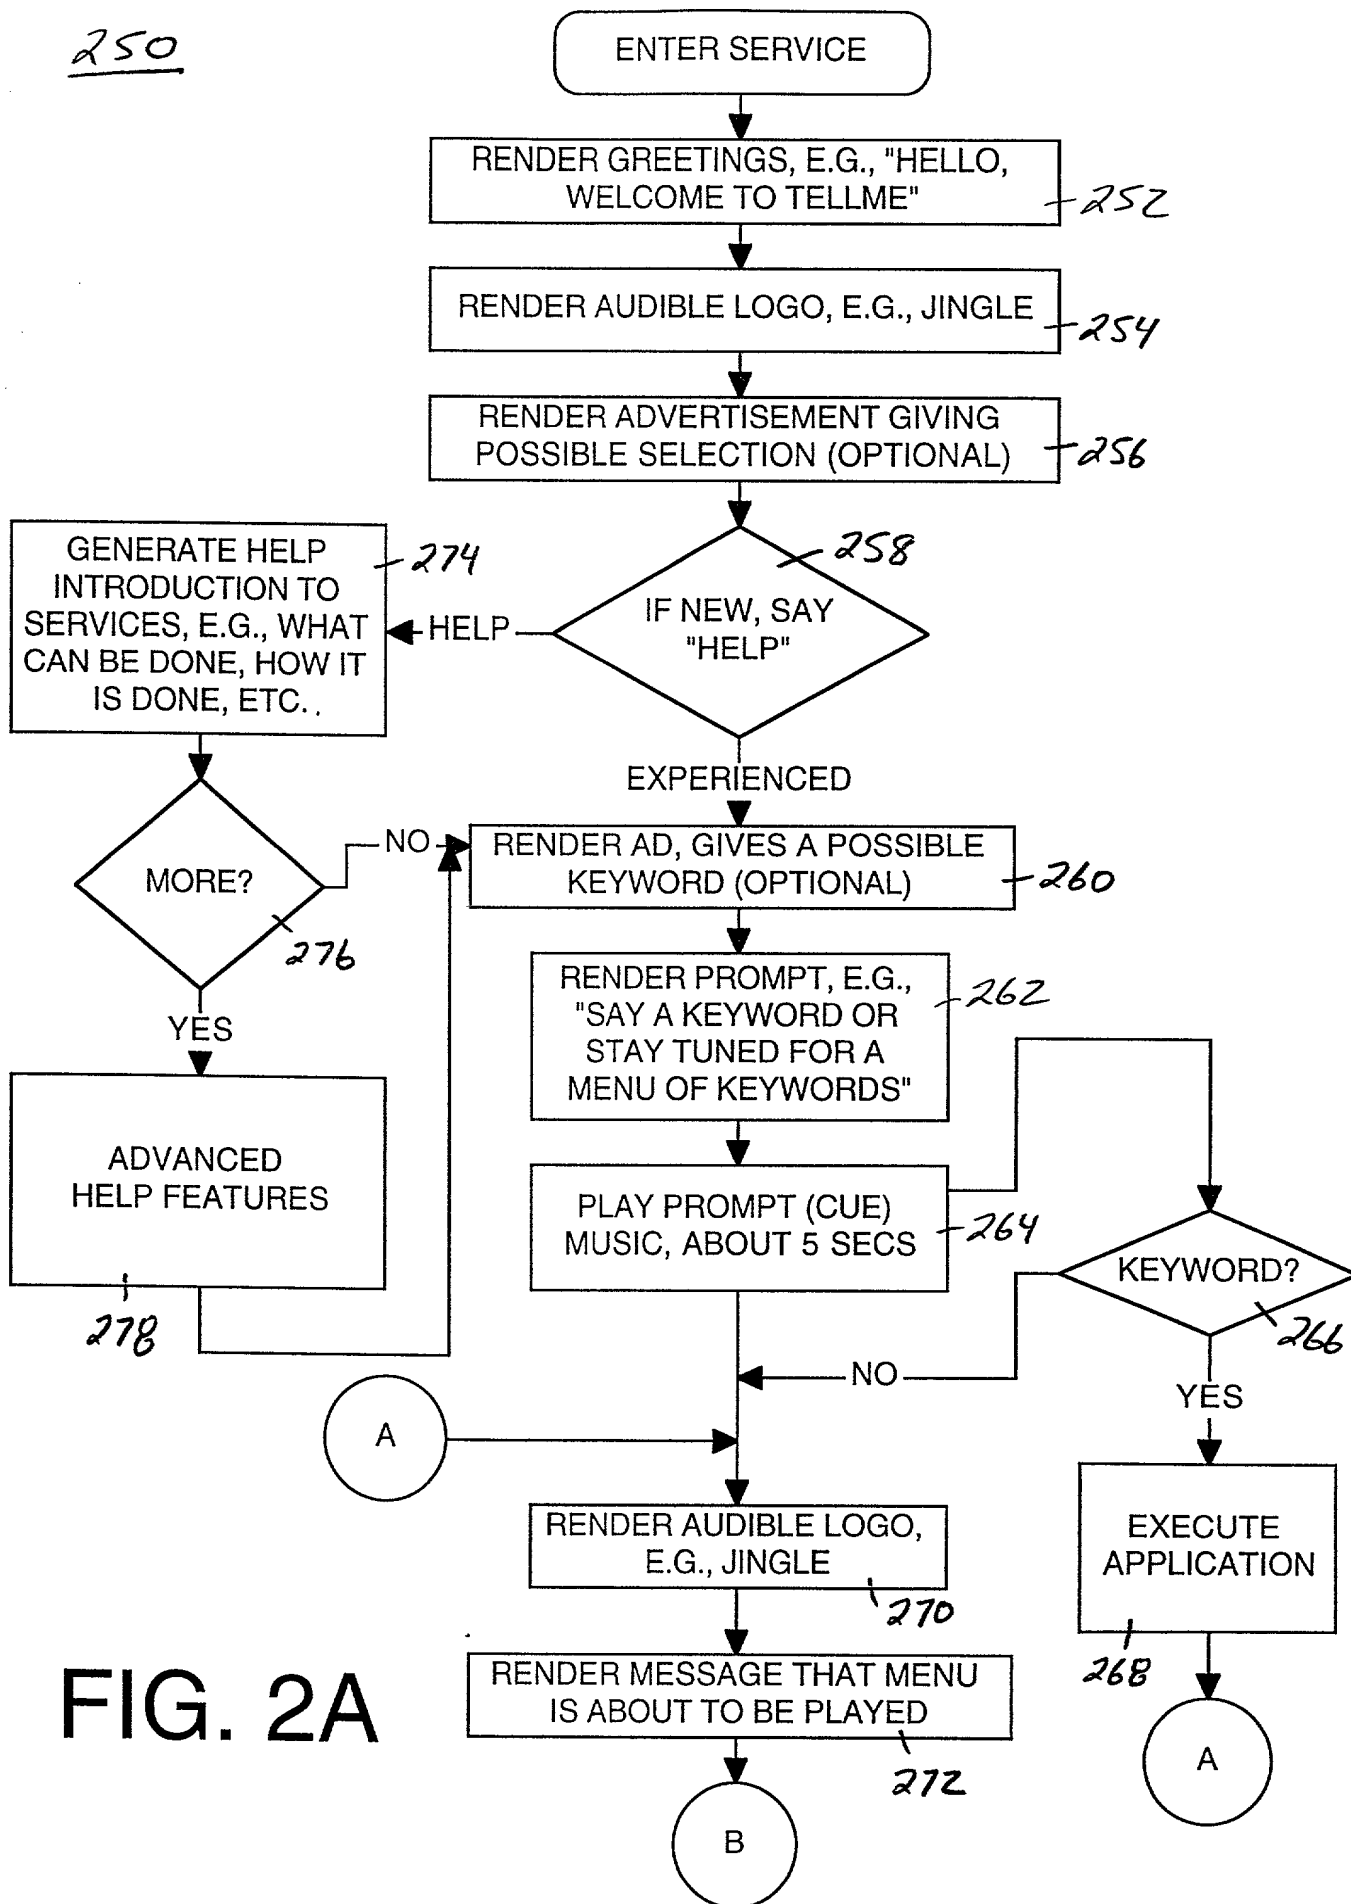 250
ENTER SERVICE
RENDER GREETINGS, E.G., "HELLO,
WELCOME TO TELLME"
252
RENDER AUDIBLE LOGO, E.G., JINGLE
254
RENDER ADVERTISEMENT GIVING
POSSIBLE SELECTION (OPTIONAL)
256
GENERATE HELP
INTRODUCTION TO
SERVICES, E.G., WHAT
CAN BE DONE, HOW IT
IS DONE, ETC.
274
HELP
IF NEW, SAY
"HELP"
258
EXPERIENCED
MORE?
276
NO
RENDER AD, GIVES A POSSIBLE
KEYWORD (OPTIONAL)
260
YES
RENDER PROMPT, E.G.,
"SAY A KEYWORD OR
STAY TUNED FOR A
MENU OF KEYWORDS"
262
ADVANCED
HELP FEATURES
278
PLAY PROMPT (CUE)
MUSIC, ABOUT 5 SECS
264
KEYWORD?
266
NO
YES
A
RENDER AUDIBLE LOGO,
E.G., JINGLE
270
EXECUTE
APPLICATION
268
RENDER MESSAGE THAT MENU
IS ABOUT TO BE PLAYED
272
A
B
FIG. 2A